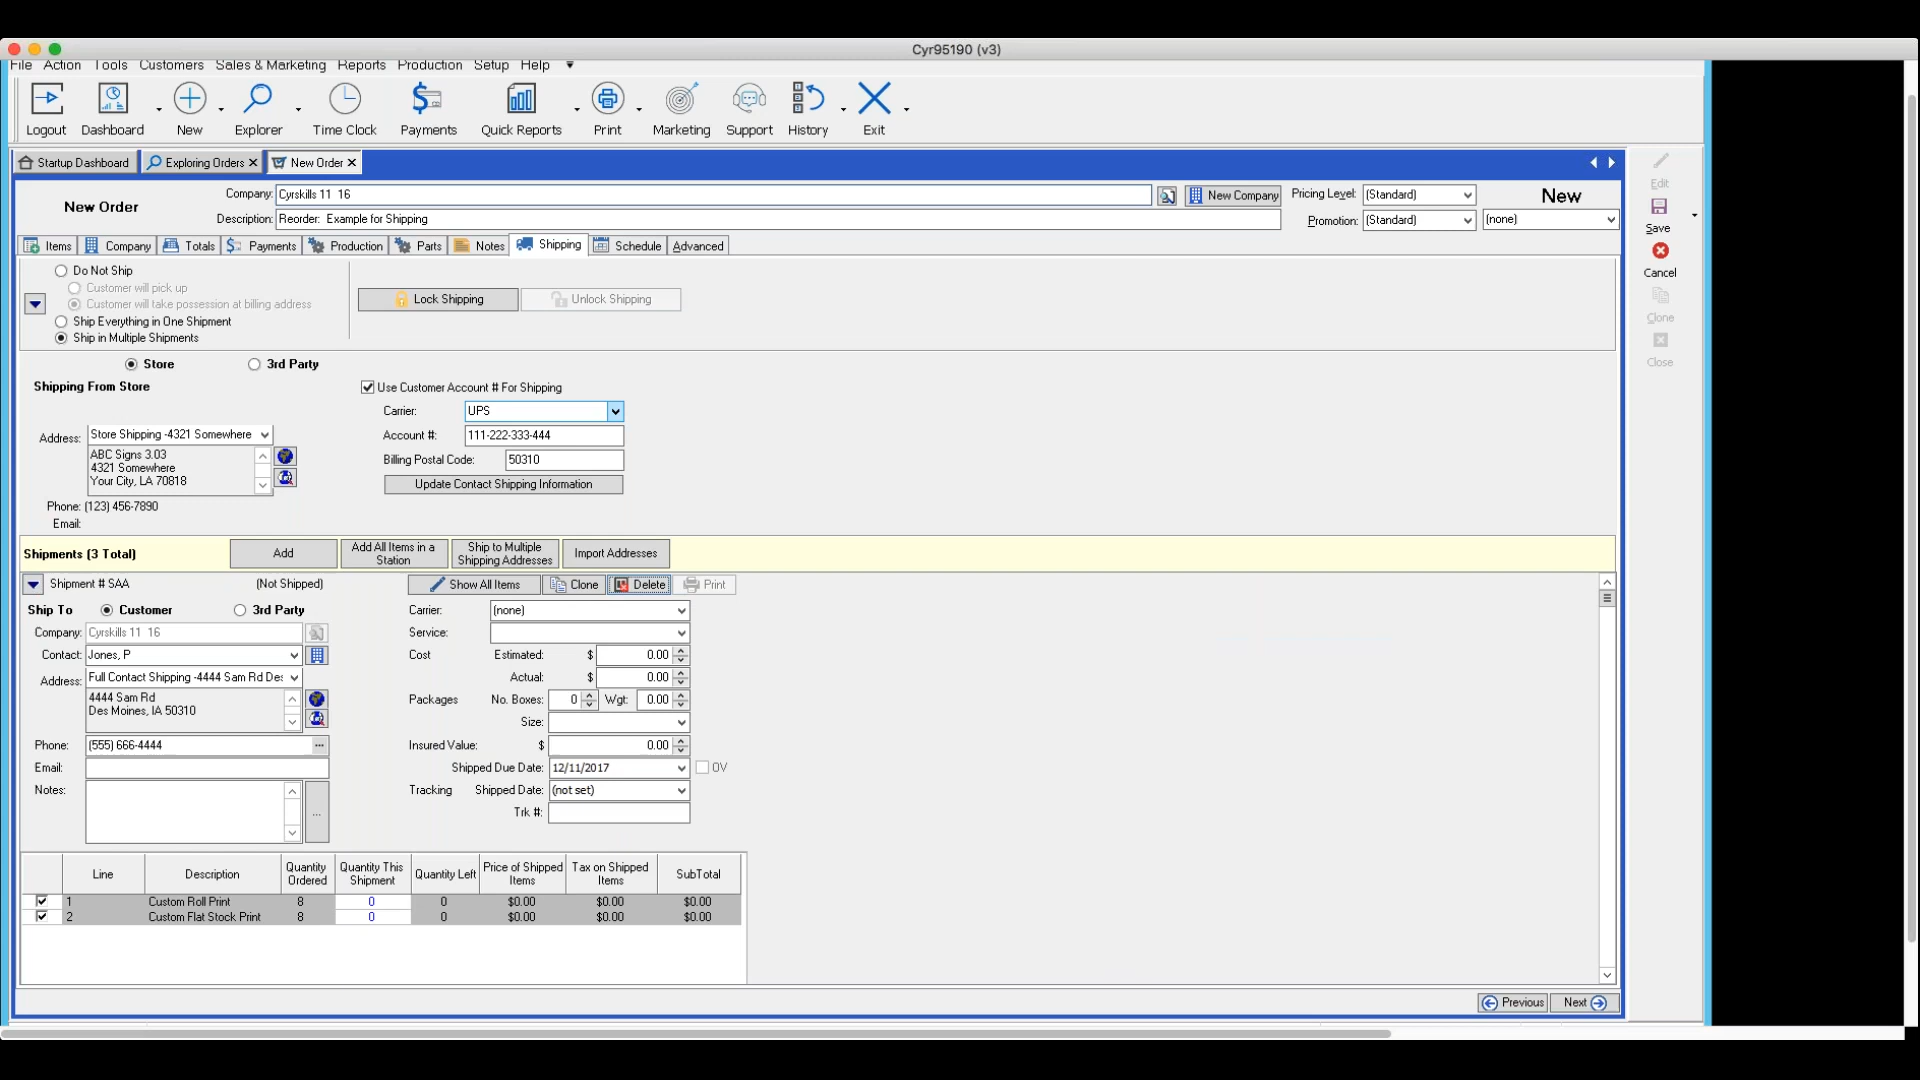 Cyr95190 (v3)
File Action Tools Customers Sales & Marketing Reports Production Setup Help
Logout Dashboard New Explorer Time Clock Payments Quick Reports Print Marketing Support History Exit
Startup Dashboard Exploring Orders New Order
New Order
Company: Cyrskills 11 16
New Company
Pricing Level: (Standard)
New
Description: Reorder: Example for Shipping
Promotion: (Standard) (none)
Items Company Totals Payments Production Parts Notes Shipping Schedule Advanced
Do Not Ship
Customer will pick up
Customer will take possession at billing address
Ship Everything in One Shipment
Ship in Multiple Shipments
Lock Shipping Unlock Shipping
Store 3rd Party
Shipping From Store
Use Customer Account # For Shipping
Carrier: UPS
Account #: 111-222-333-444
Billing Postal Code: 50310
Update Contact Shipping Information
Address: Store Shipping -4321 Somewhere
ABC Signs 3.03
4321 Somewhere
Your City, LA 70818
Phone: (123) 456-7890
Email:
Shipments (3 Total)
Add
Add All Items in a Station
Ship to Multiple Shipping Addresses
Import Addresses
Shipment # SAA (Not Shipped)
Show All Items Clone Delete Print
Ship To Customer 3rd Party
Company: Cyrskills 11 16
Contact: Jones, P
Address: Full Contact Shipping -4444 Sam Rd Des
4444 Sam Rd
Des Moines, IA 50310
Phone: (555) 666-4444
Email:
Notes:
Carrier: (none)
Service:
Cost Estimated: $ 0.00
Actual: $ 0.00
Packages No. Boxes: 0 Wgt: 0.00
Size:
Insured Value: $ 0.00
Shipped Due Date: 12/11/2017 OV
Tracking Shipped Date: (not set)
Trk #:
Line Description Quantity Ordered Quantity This Shipment Quantity Left Price of Shipped Items Tax on Shipped Items SubTotal
1 Custom Roll Print 8 0 0 $0.00 $0.00 $0.00
2 Custom Flat Stock Print 8 0 0 $0.00 $0.00 $0.00
Previous Next
Edit
Save
Cancel
Clone
Close